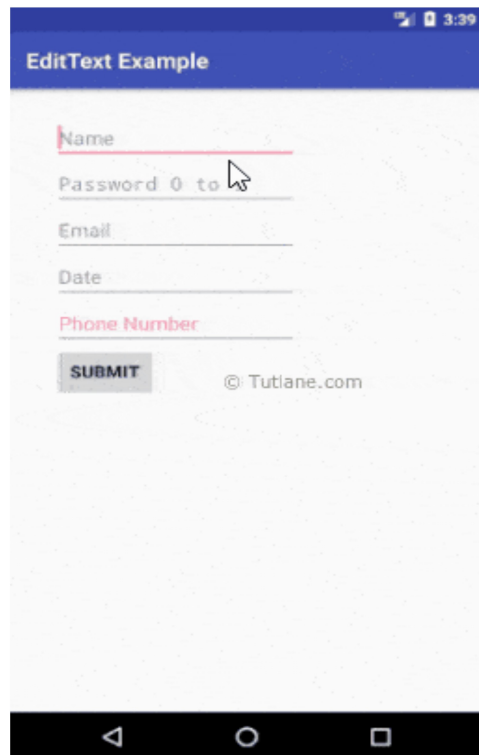 3:39
EditText Example
Name
Password 0 to
Email
Date
Phone Number
SUBMIT
© Tutlane.com